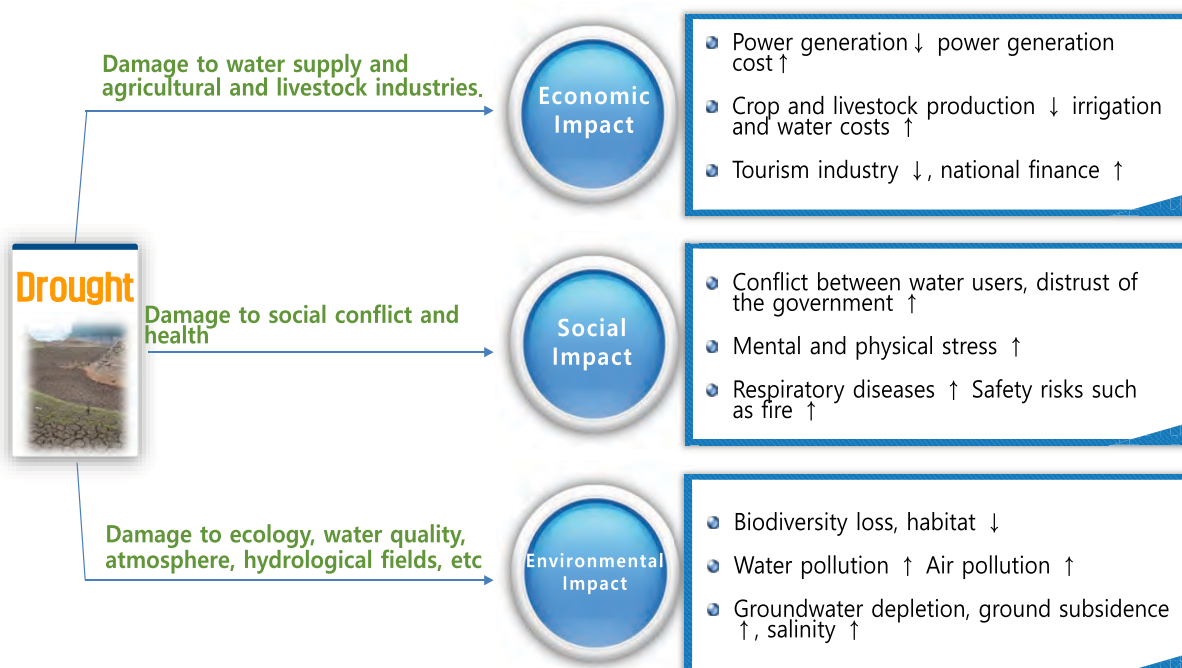 Damage to water supply and
agricultural and livestock industries.
Economic
Impact
Power generation↓ power generation
cost↑
Crop and livestock production ↓ irrigation
and water costs ↑
Tourism industry ↓, national finance ↑
Drought
Damage to social conflict and
health
Social
Impact
Conflict between water users, distrust of
the government ↑
Mental and physical stress ↑
Respiratory diseases ↑ Safety risks such
as fire ↑
Damage to ecology, water quality,
atmosphere, hydrological fields, etc
Environmental
Impact
Biodiversity loss, habitat ↓
Water pollution ↑ Air pollution ↑
Groundwater depletion, ground subsidence
↑, salinity ↑